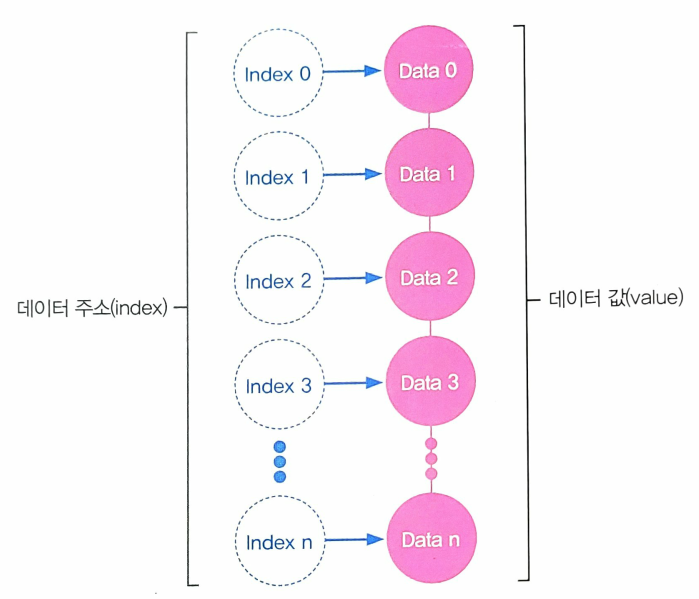 Index 0
Data 0
Index 1
Data 1
Index 2
Data 2
데이터 주소(index)
데이터 값(value)
Index 3
Data 3
Index n
Data n